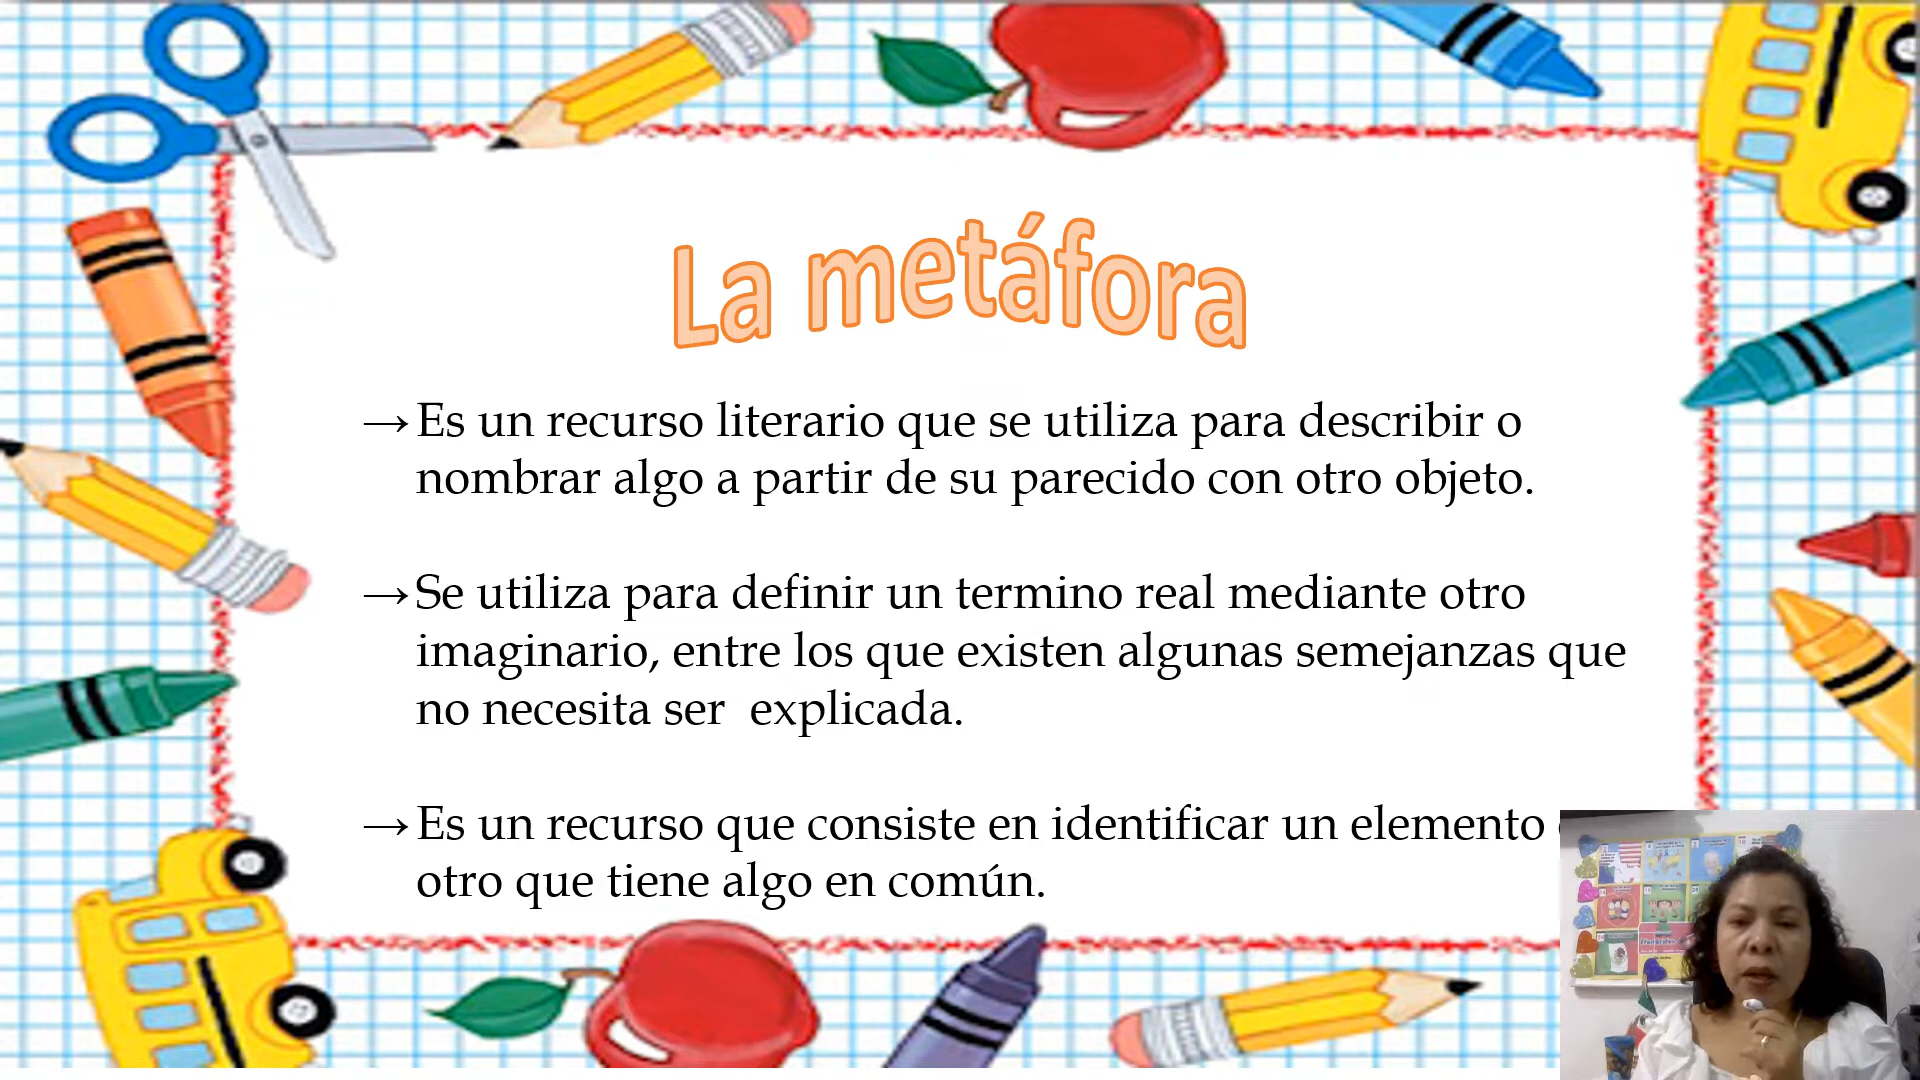 La metáfora
→Es un recurso literario que se utiliza para describir o
nombrar algo a partir de su parecido con otro objeto.
→Se utiliza para definir un termino real mediante otro
imaginario, entre los que existen algunas semejanzas que
no necesita ser  explicada.
→Es un recurso que consiste en identificar un elemento
otro que tiene algo en común.